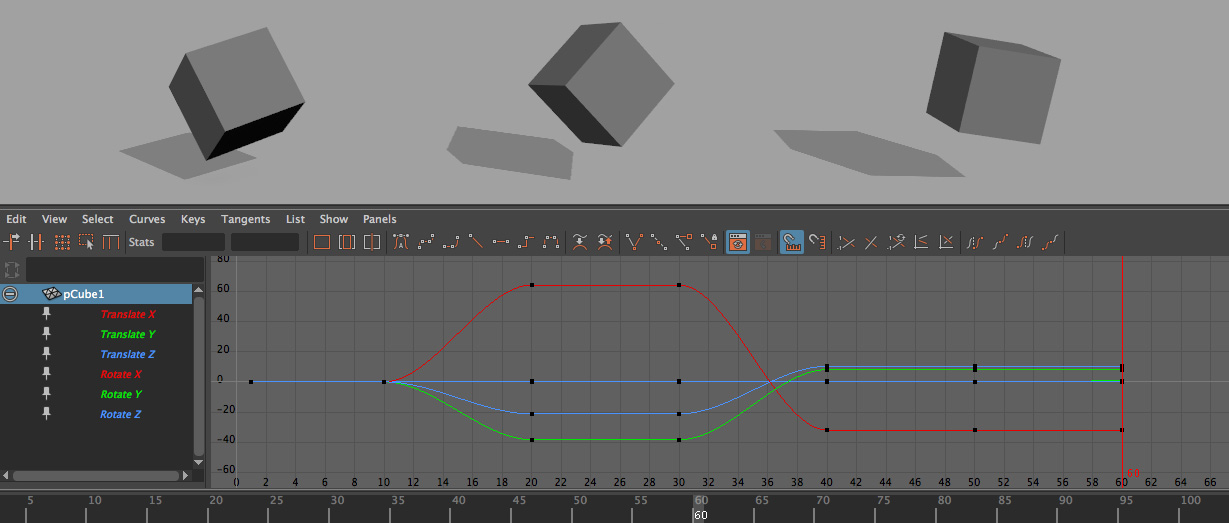 Edit View Select Curves Keys Tangents List Show Panels
Stats
pCube1
Translate X
Translate Y
Translate Z
Rotate X
Rotate Y
Rotate Z
80
60
40
20
0
-20
-40
-60
0 2 4 6 8 10 12 14 16 18 20 22 24 26 28 30 32 34 36 38 40 42 44 46 48 50 52 54 56 58 60 62 64 66
60
5 10 15 20 25 30 35 40 45 50 55 60 65 70 75 80 85 90 95 100
60